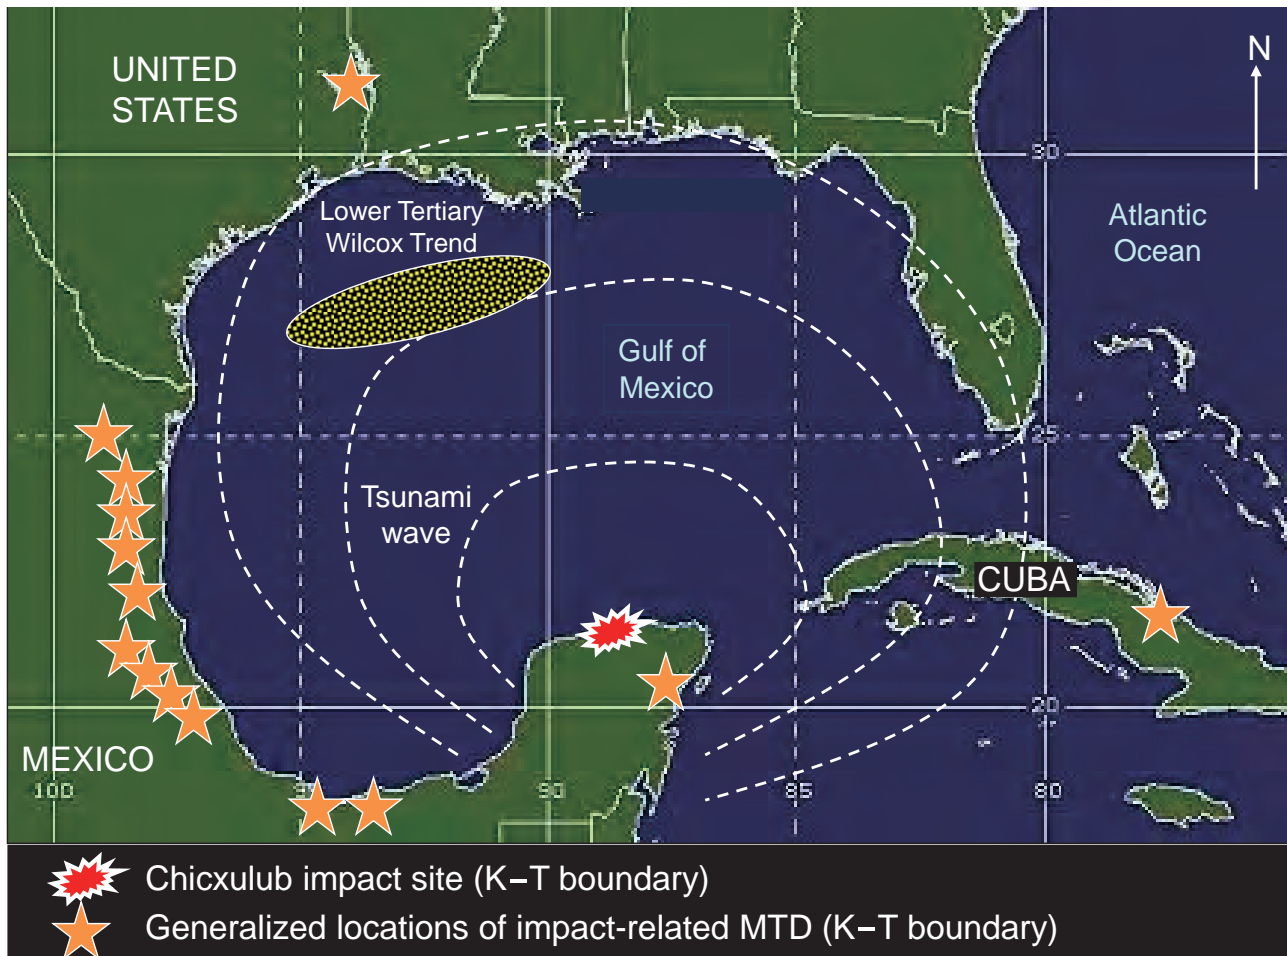 UNITED
STATES
N
30
Lower Tertiary
Wilcox Trend
Atlantic
Ocean
Gulf of
Mexico
25
Tsunami
wave
CUBA
20
MEXICO
100
90
85
80
Chicxulub impact site (K–T boundary)
Generalized locations of impact-related MTD (K–T boundary)